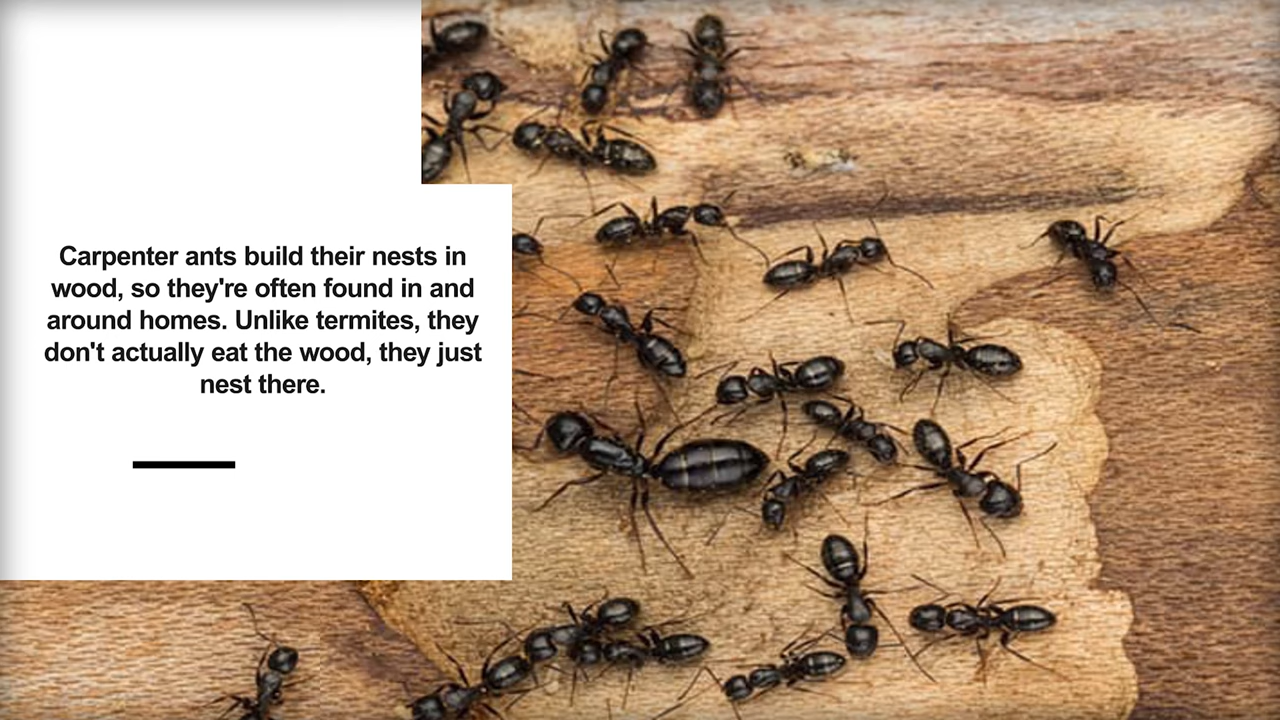 Carpenter ants build their nests in
wood, so they're often found in and
around homes. Unlike termites, they
don't actually eat the wood, they just
nest there.